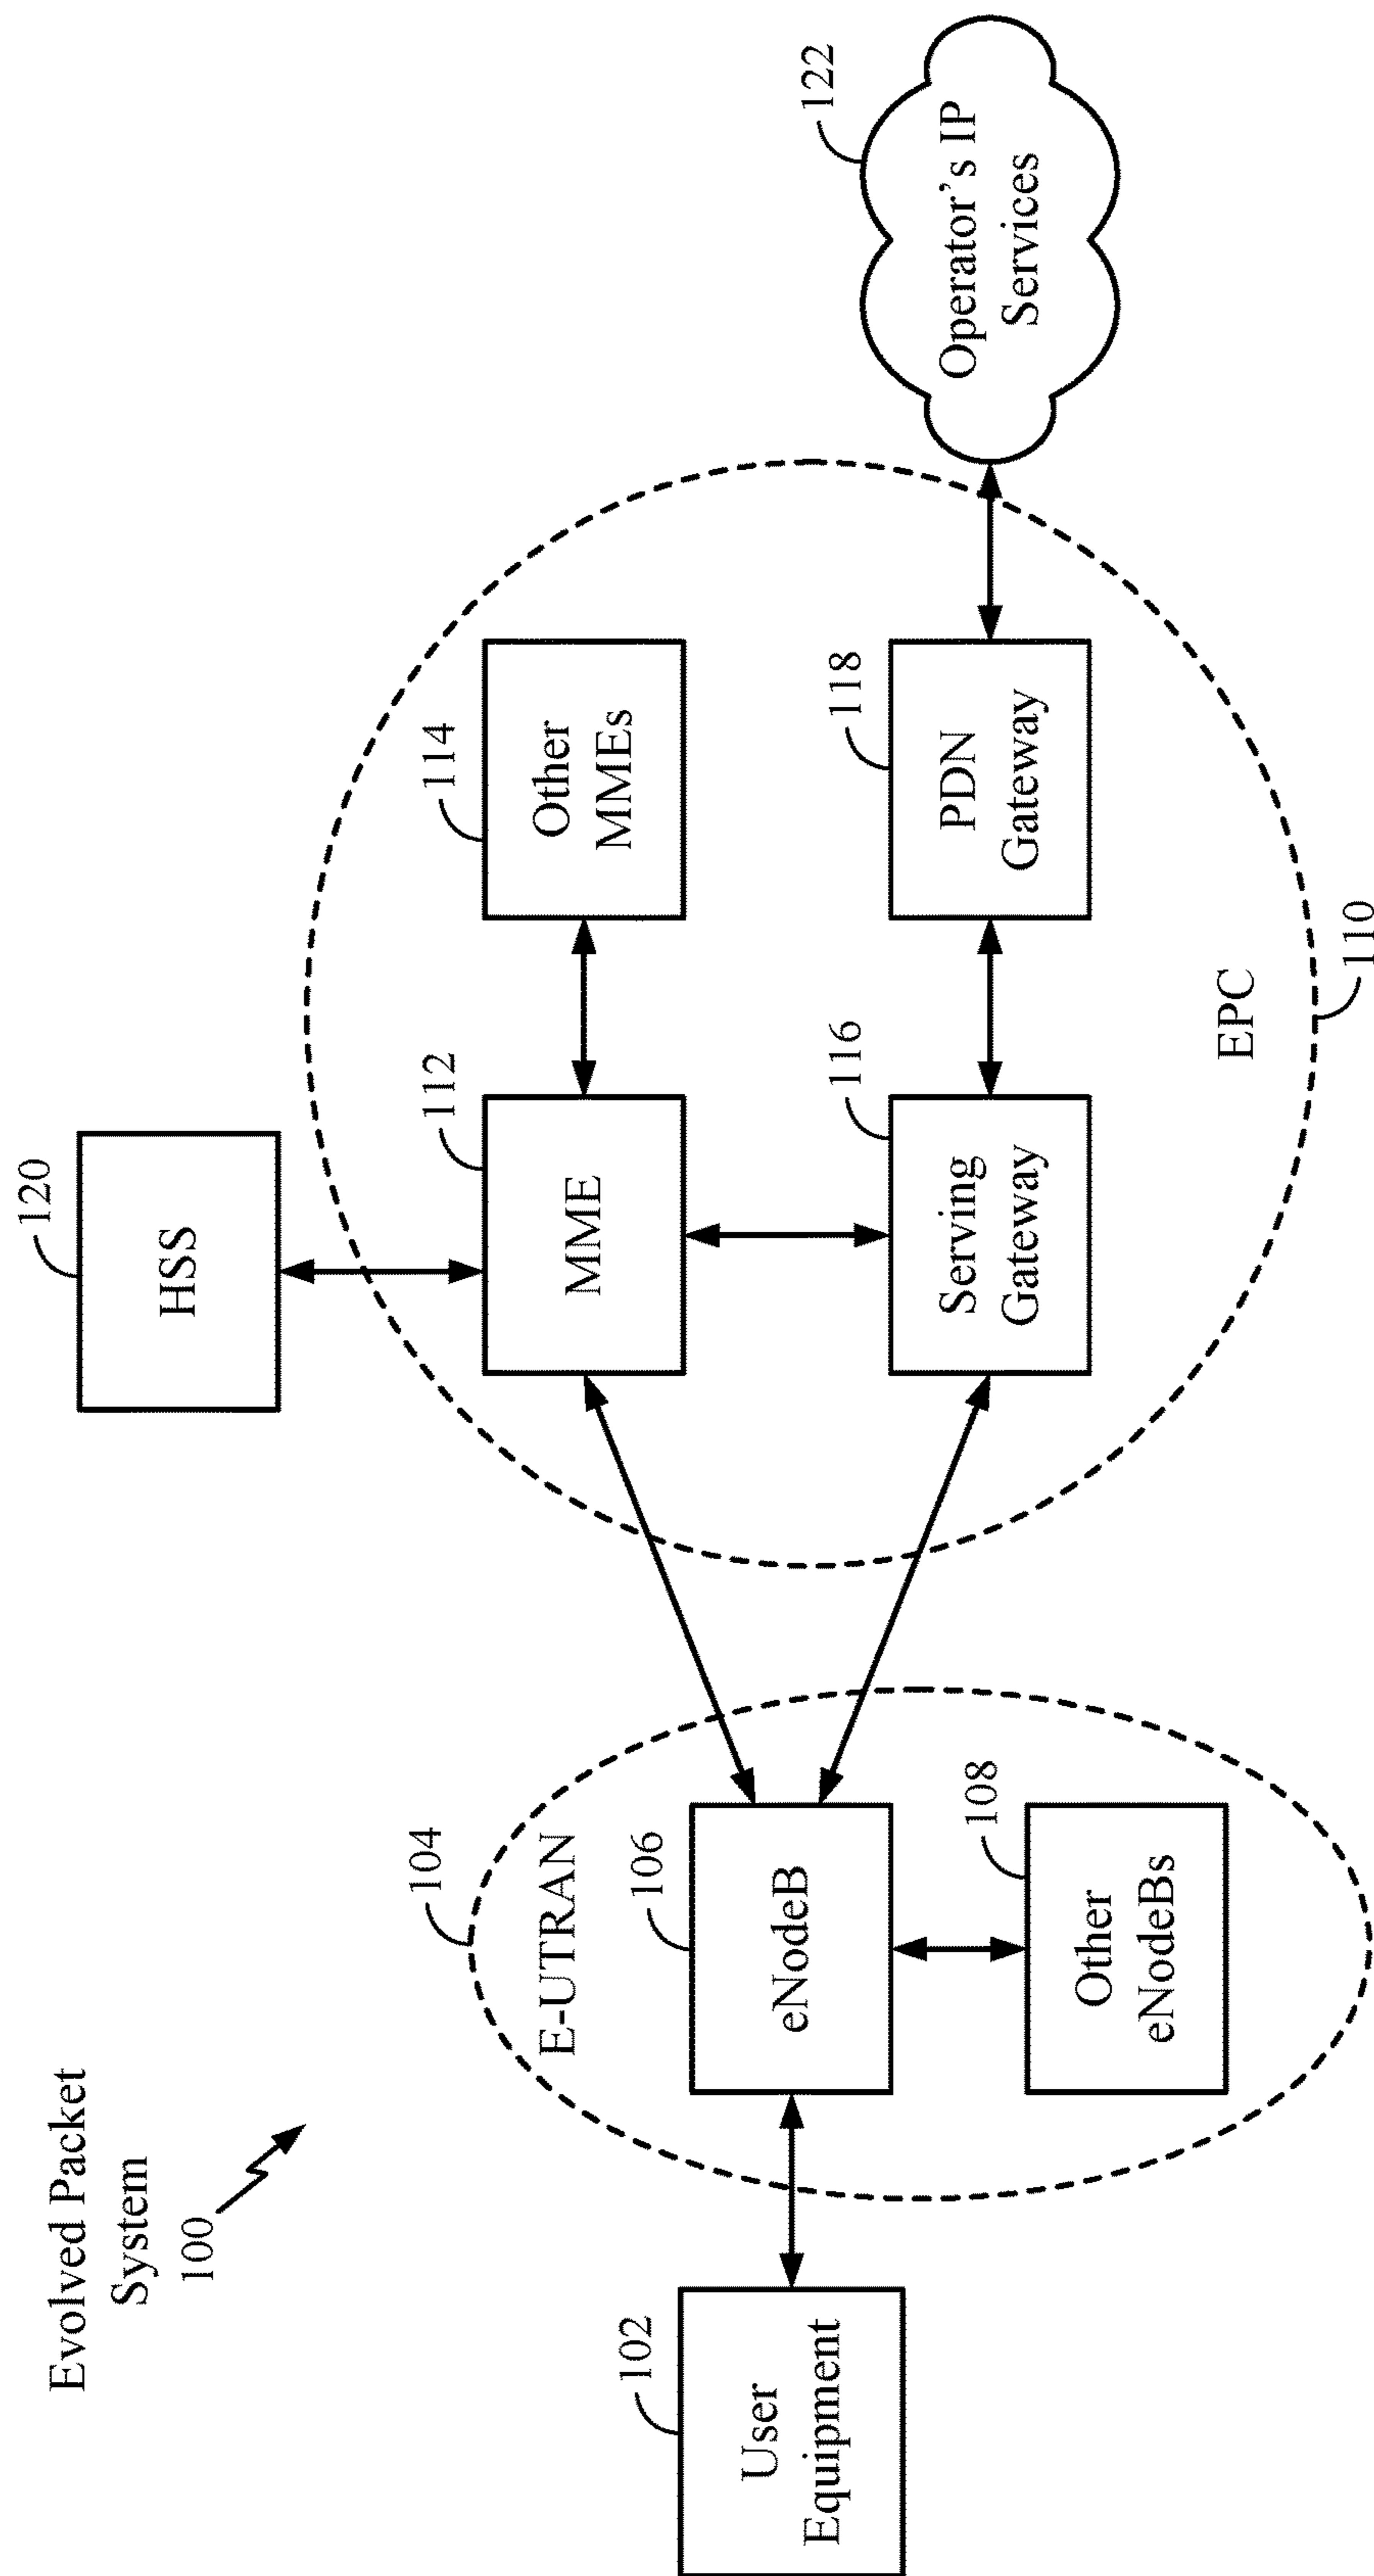 Evolved Packet
System
100
120
HSS
104
E-UTRAN
102
User
Equipment
106
eNodeB
108
Other
eNodeBs
112
MME
114
Other
MMEs
116
Serving
Gateway
118
PDN
Gateway
EPC
110
122
Operator's IP
Services